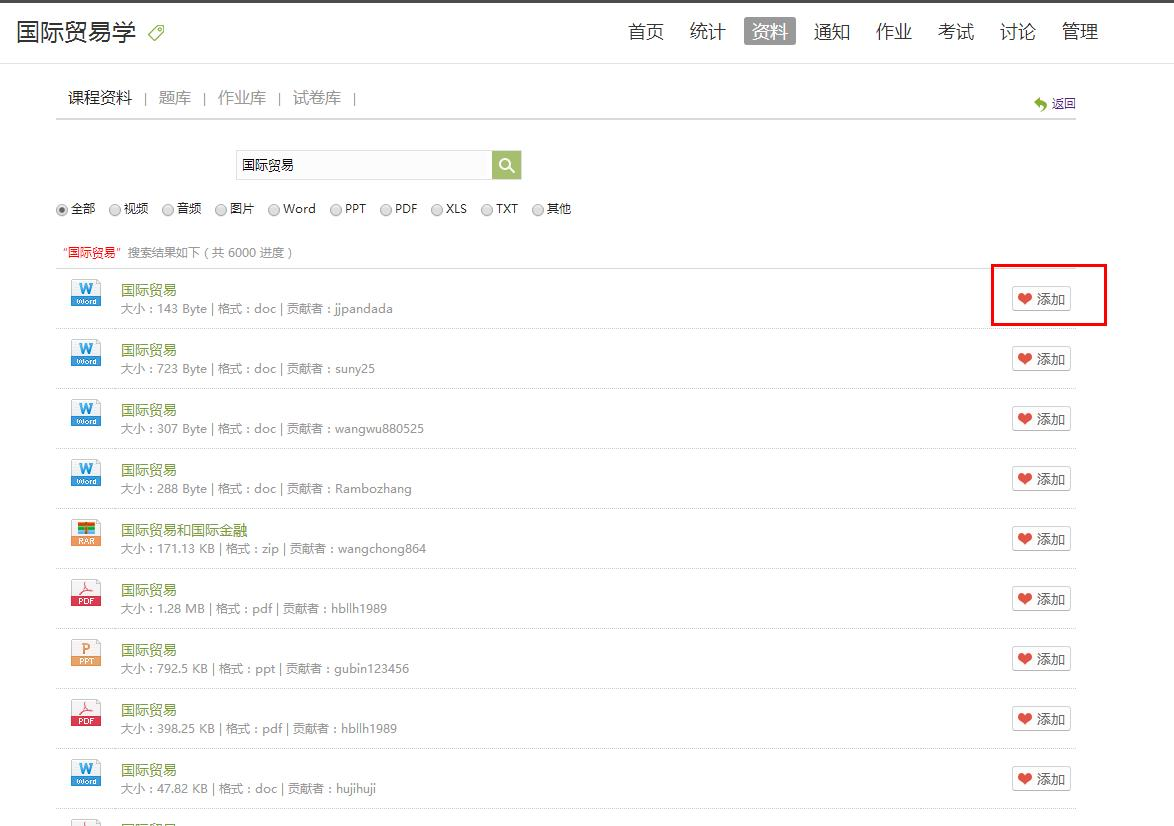 国际贸易学
首页 统计 资料 通知 作业 考试 讨论 管理
课程资料 | 题库 | 作业库 | 试卷库 |
返回
国际贸易
全部 视频 音频 图片 Word PPT PDF XLS TXT 其他
“国际贸易” 搜索结果如下 ( 共 6000 进度 )
Word 国际贸易 添加
大小：143 Byte | 格式：doc | 贡献者：jjpandada
Word 国际贸易 添加
大小：723 Byte | 格式：doc | 贡献者：suny25
Word 国际贸易 添加
大小：307 Byte | 格式：doc | 贡献者：wangwu880525
Word 国际贸易 添加
大小：288 Byte | 格式：doc | 贡献者：Rambozhang
RAR 国际贸易和国际金融 添加
大小：171.13 KB | 格式：zip | 贡献者：wangchong864
PDF 国际贸易 添加
大小：1.28 MB | 格式：pdf | 贡献者：hbllh1989
PPT 国际贸易 添加
大小：792.5 KB | 格式：ppt | 贡献者：gubin123456
PDF 国际贸易 添加
大小：398.25 KB | 格式：pdf | 贡献者：hbllh1989
Word 国际贸易 添加
大小：47.82 KB | 格式：doc | 贡献者：hujihuji